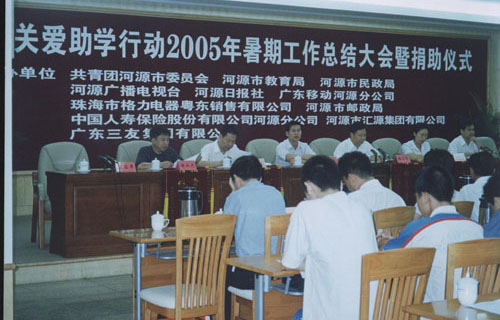 关爱助学行动2005年暑期工作总结大会暨捐助仪式
办单位 共青团河源市委员会 河源市教育局 河源市民政局
河源广播电视台 河源日报社 广东移动河源分公司
珠海市格力电器粤东销售有限公司 河源市邮政局
中国人寿保险股份有限公司河源分公司 河源市汇源集团有限公司
广东三友集团有限公